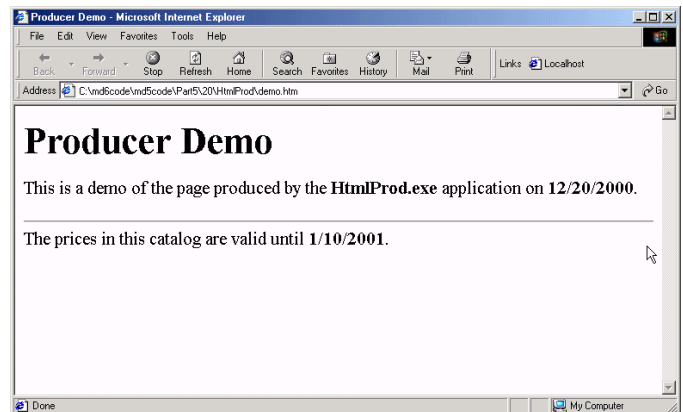 Producer Demo - Microsoft Internet Explorer
File Edit View Favorites Tools Help
Back Forward Stop Refresh Home Search Favorites History Mail Print Links Localhost
Address C:\md6code\md5code\Part5\20\HtmlProd\demo.htm Go
Producer Demo
This is a demo of the page produced by the HtmlProd.exe application on 12/20/2000.
The prices in this catalog are valid until 1/10/2001.
Done My Computer